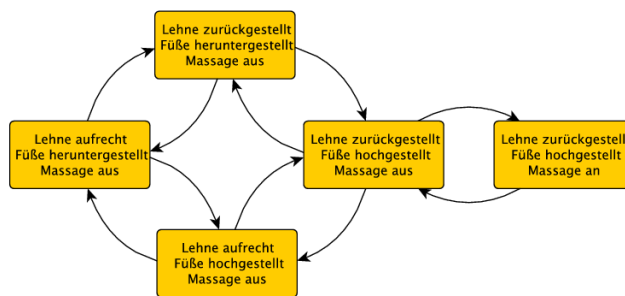 Lehne zurückgestellt
Füße heruntergestellt
Massage aus
Lehne aufrecht
Füße heruntergestellt
Massage aus
Lehne zurückgestellt
Füße hochgestellt
Massage aus
Lehne zurückgestellt
Füße hochgestellt
Massage an
Lehne aufrecht
Füße hochgestellt
Massage aus